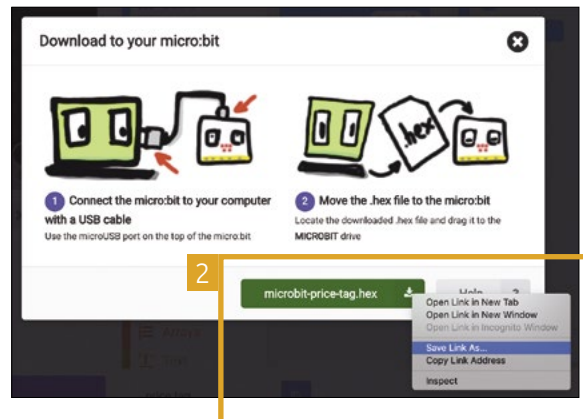 Download to your micro:bit
.hex
1 Connect the micro:bit to your computer
with a USB cable
Use the microUSB port on the top of the micro:bit
2 Move the .hex file to the micro:bit
Locate the downloaded .hex file and drag it to the
MICROBIT drive
2
microbit-price-tag.hex
Help ?
Open Link in New Tab
Open Link in New Window
Open Link in Incognito Window
Save Link As...
Copy Link Address
Inspect
Arrays
Text